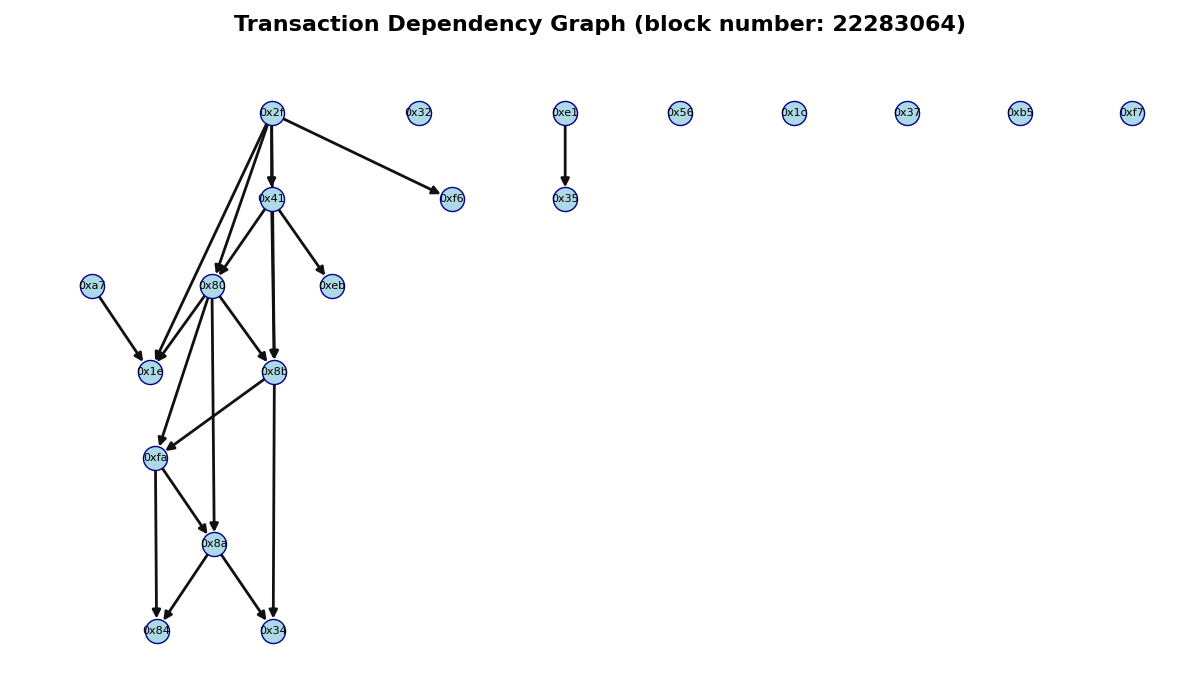 Transaction Dependency Graph (block number: 22283064)
0x2f
0x32
0xe1
0x56
0x1c
0x37
0xb5
0xf7
0x41
0xf6
0x35
0xa7
0x80
0xeb
0x1e
0x8b
0xfa
0x8a
0x84
0x34